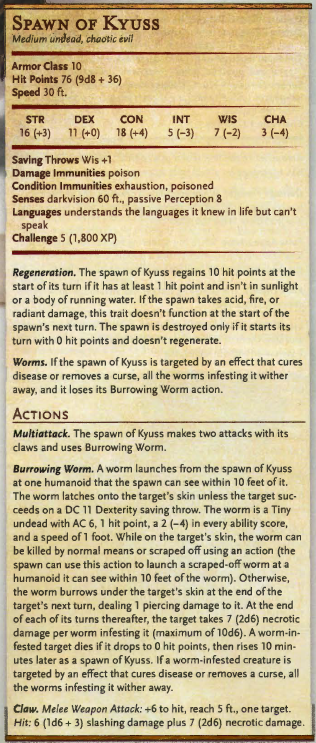 SPAWN OF KYUSS
Medium undead, chaotic evil
Armor Class 10
Hit Points 76 (9d8 + 36)
Speed 30 ft.
STR DEX CON INT WIS CHA
16 (+3) 11 (+0) 18 (+4) 5 (−3) 7 (−2) 3 (−4)
Saving Throws Wis +1
Damage Immunities poison
Condition Immunities exhaustion, poisoned
Senses darkvision 60 ft., passive Perception 8
Languages understands the languages it knew in life but can't
speak
Challenge 5 (1,800 XP)
Regeneration. The spawn of Kyuss regains 10 hit points at the
start of its turn if it has at least 1 hit point and isn't in sunlight
or a body of running water. If the spawn takes acid, fire, or
radiant damage, this trait doesn't function at the start of the
spawn's next turn. The spawn is destroyed only if it starts its
turn with 0 hit points and doesn't regenerate.
Worms. If the spawn of Kyuss is targeted by an effect that cures
disease or removes a curse, all the worms infesting it wither
away, and it loses its Burrowing Worm action.
ACTIONS
Multiattack. The spawn of Kyuss makes two attacks with its
claws and uses Burrowing Worm.
Burrowing Worm. A worm launches from the spawn of Kyuss
at one humanoid that the spawn can see within 10 feet of it.
The worm latches onto the target's skin unless the target suc-
ceeds on a DC 11 Dexterity saving throw. The worm is a Tiny
undead with AC 6, 1 hit point, a 2 (−4) in every ability score,
and a speed of 1 foot. While on the target's skin, the worm can
be killed by normal means or scraped off using an action (the
spawn can use this action to launch a scraped-off worm at a
humanoid it can see within 10 feet of the worm). Otherwise,
the worm burrows under the target's skin at the end of the
target's next turn, dealing 1 piercing damage to it. At the end
of each of its turns thereafter, the target takes 7 (2d6) necrotic
damage per worm infesting it (maximum of 10d6). A worm-in-
fested target dies if it drops to 0 hit points, then rises 10 min-
utes later as a spawn of Kyuss. If a worm-infested creature is
targeted by an effect that cures disease or removes a curse, all
the worms infesting it wither away.
Claw. Melee Weapon Attack: +6 to hit, reach 5 ft., one target.
Hit: 6 (1d6 + 3) slashing damage plus 7 (2d6) necrotic damage.